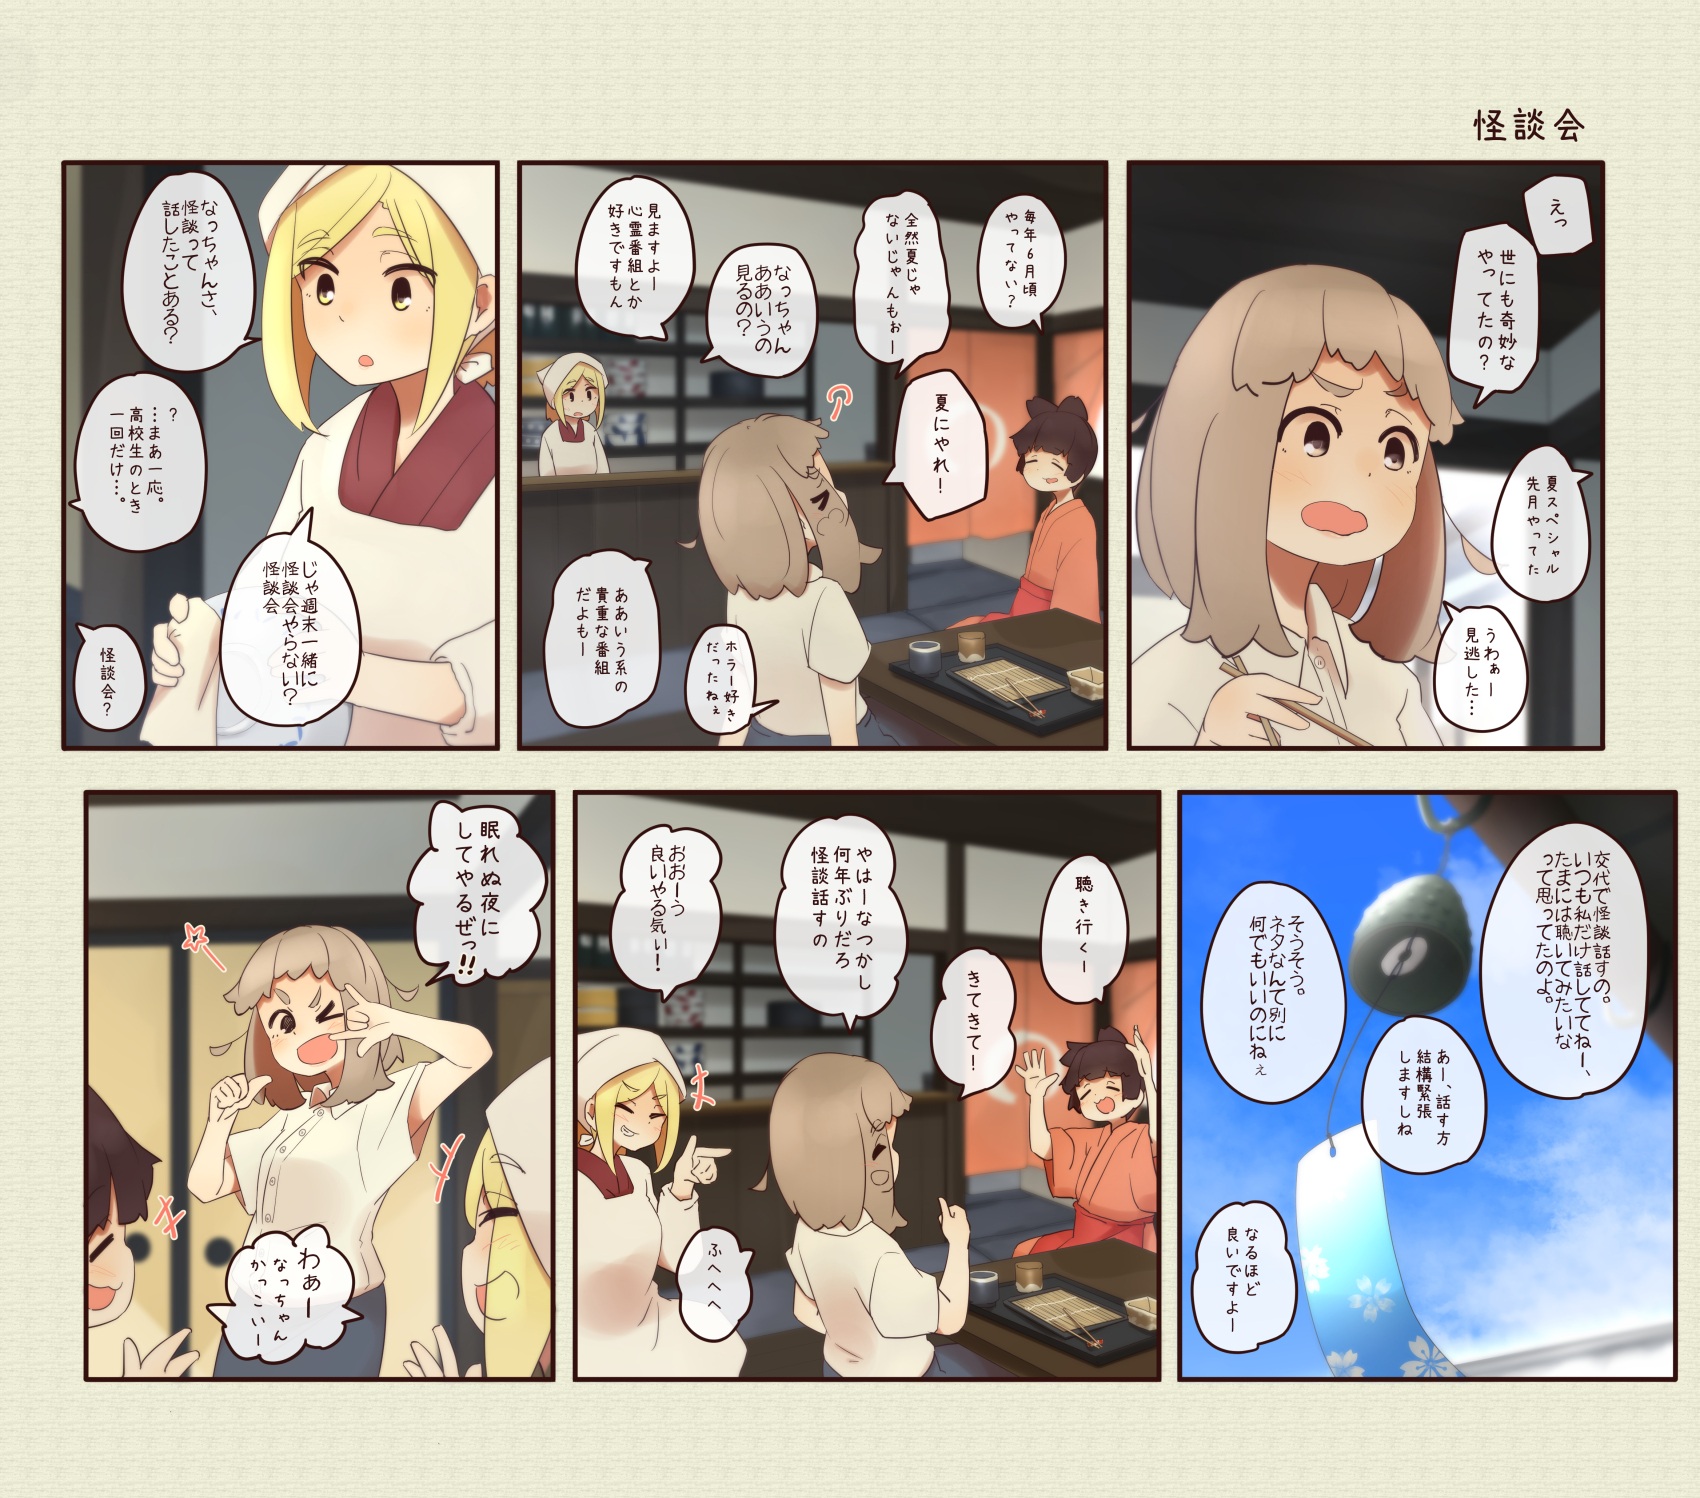 怪談会
えっ
世にも奇妙な
やってたの?
夏スペシャル
先月やってた
うわぁー
見逃した…
毎年6月頃
やってない?
全然夏じゃ
ないじゃんもぉー
夏にやれ!
なっちゃん
ああいうの
見るの?
見ますよー
心霊番組とか
好きですもん
ホラー好き
だったねぇ
ああいう系の
貴重な番組
だよもー
なっちゃんさ、
怪談って
話したことある?
?
…まあ一応。
高校生のとき
一回だけ…。
じゃ週末一緒に
怪談会やらない?
怪談会
怪談会?
交代で怪談話すの。
いつも私だけ話しててねー、
たまには聴いてみたいな
って思ってたのよ。
あー、話す方
結構緊張
しますしね
そうそう。
ネタなんて別に
何でもいいのにねぇ
なるほど
良いですよー
聴き行くー
きてきて!
やはーなつかし
何年ぶりだろ
怪談話すの
おおーう
良いやる気い!
ふへへへ
眠れぬ夜に
してやるぜっ!!
わぁー
なっちゃん
かっこいー